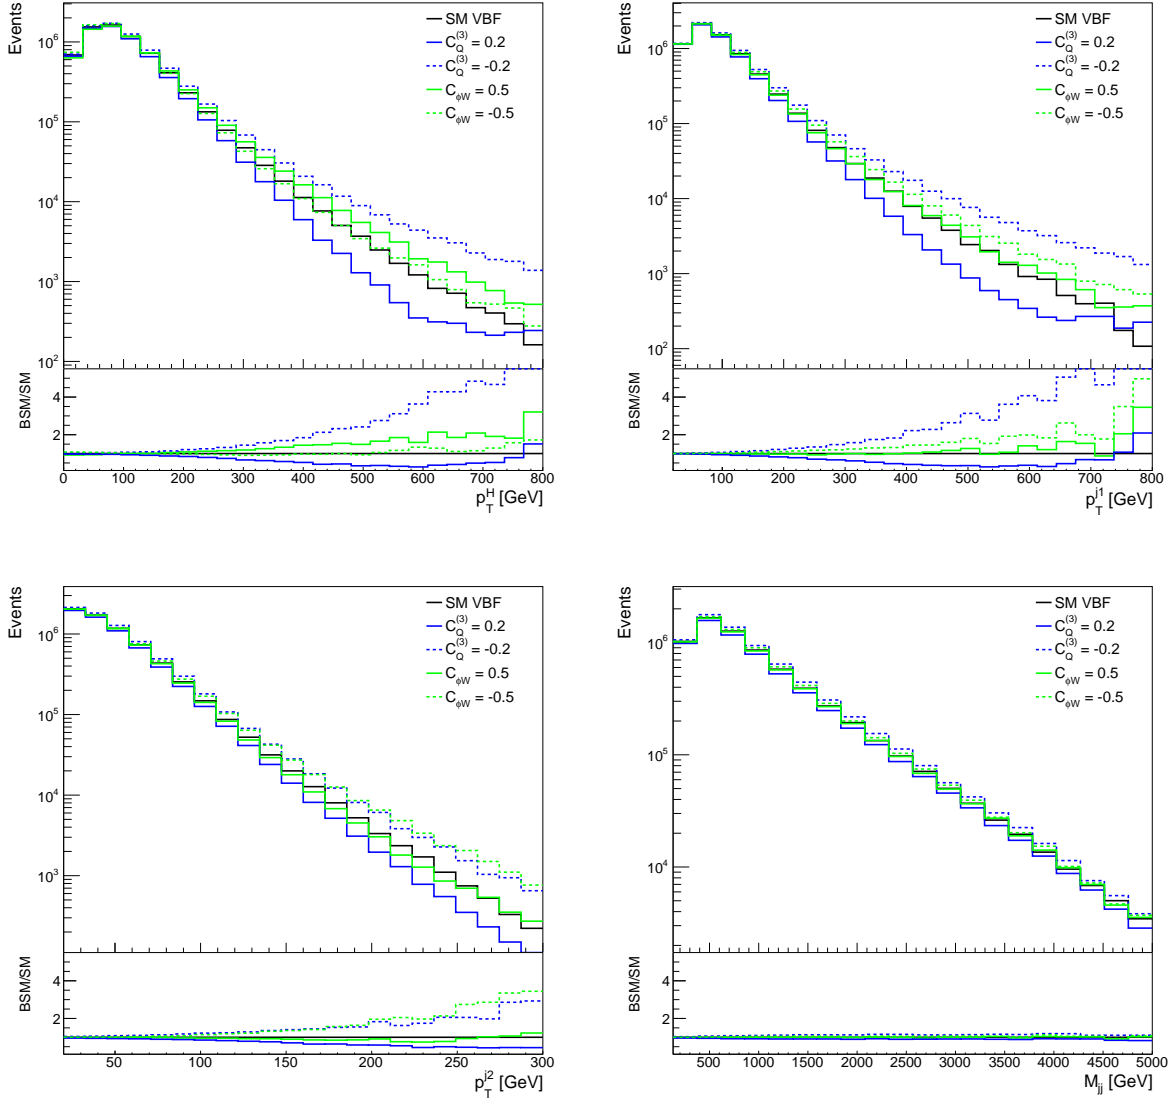 Events
SM VBF
C_Q^(3) = 0.2
C_Q^(3) = -0.2
C_ϕW = 0.5
C_ϕW = -0.5
10^6
10^5
10^4
10^3
10^2
BSM/SM
4
2
0 100 200 300 400 500 600 700 800
p_T^H [GeV]
Events
SM VBF
C_Q^(3) = 0.2
C_Q^(3) = -0.2
C_ϕW = 0.5
C_ϕW = -0.5
10^6
10^5
10^4
10^3
10^2
BSM/SM
4
2
100 200 300 400 500 600 700 800
p_T^j1 [GeV]
Events
SM VBF
C_Q^(3) = 0.2
C_Q^(3) = -0.2
C_ϕW = 0.5
C_ϕW = -0.5
10^6
10^5
10^4
10^3
BSM/SM
4
2
50 100 150 200 250 300
p_T^j2 [GeV]
Events
SM VBF
C_Q^(3) = 0.2
C_Q^(3) = -0.2
C_ϕW = 0.5
C_ϕW = -0.5
10^6
10^5
10^4
BSM/SM
4
2
500 1000 1500 2000 2500 3000 3500 4000 4500 5000
M_jj [GeV]